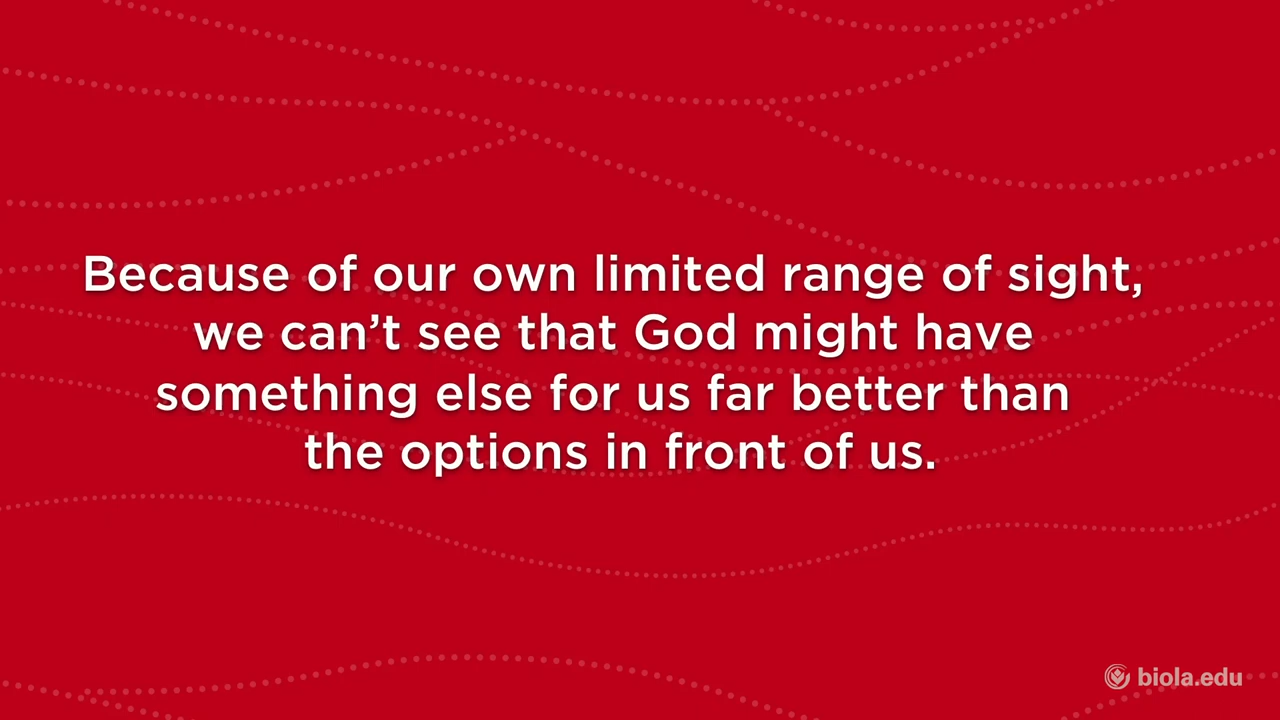 Because of our own limited range of sight,
we can’t see that God might have
something else for us far better than
the options in front of us.
biola.edu